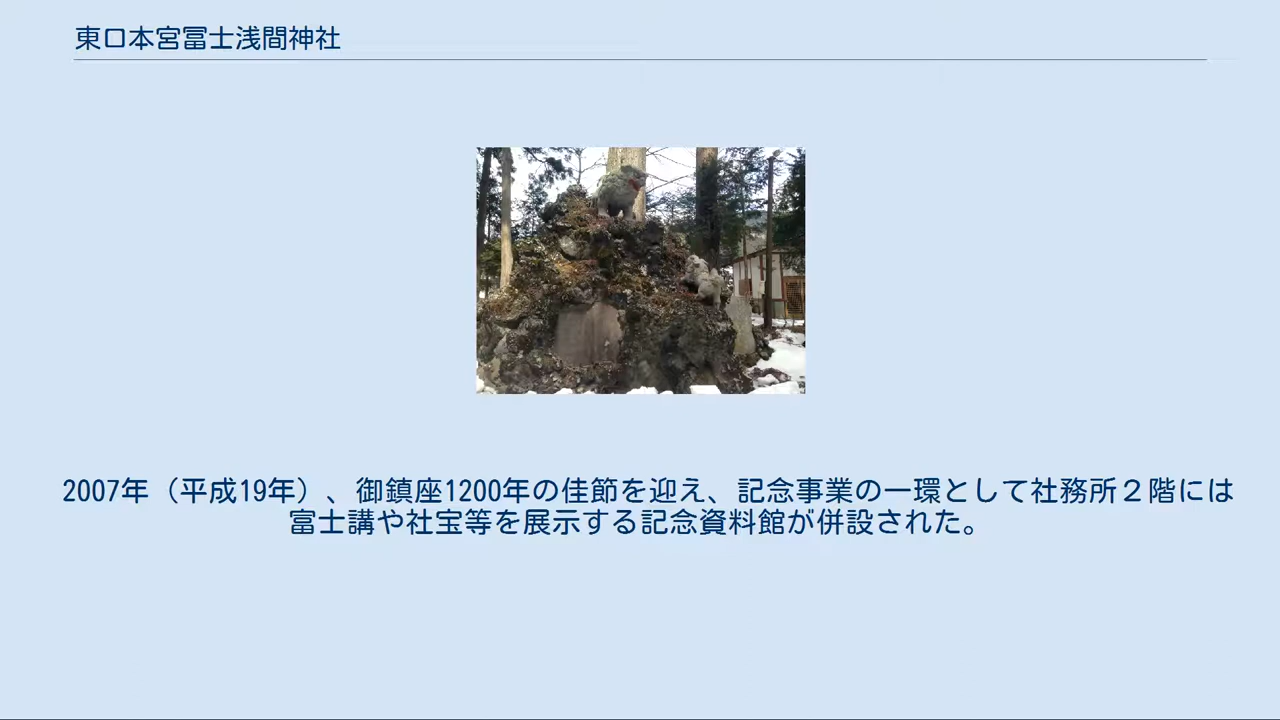 東口本宮冨士浅間神社
2007年（平成19年）、御鎮座1200年の佳節を迎え、記念事業の一環として社務所２階には
富士講や社宝等を展示する記念資料館が併設された。